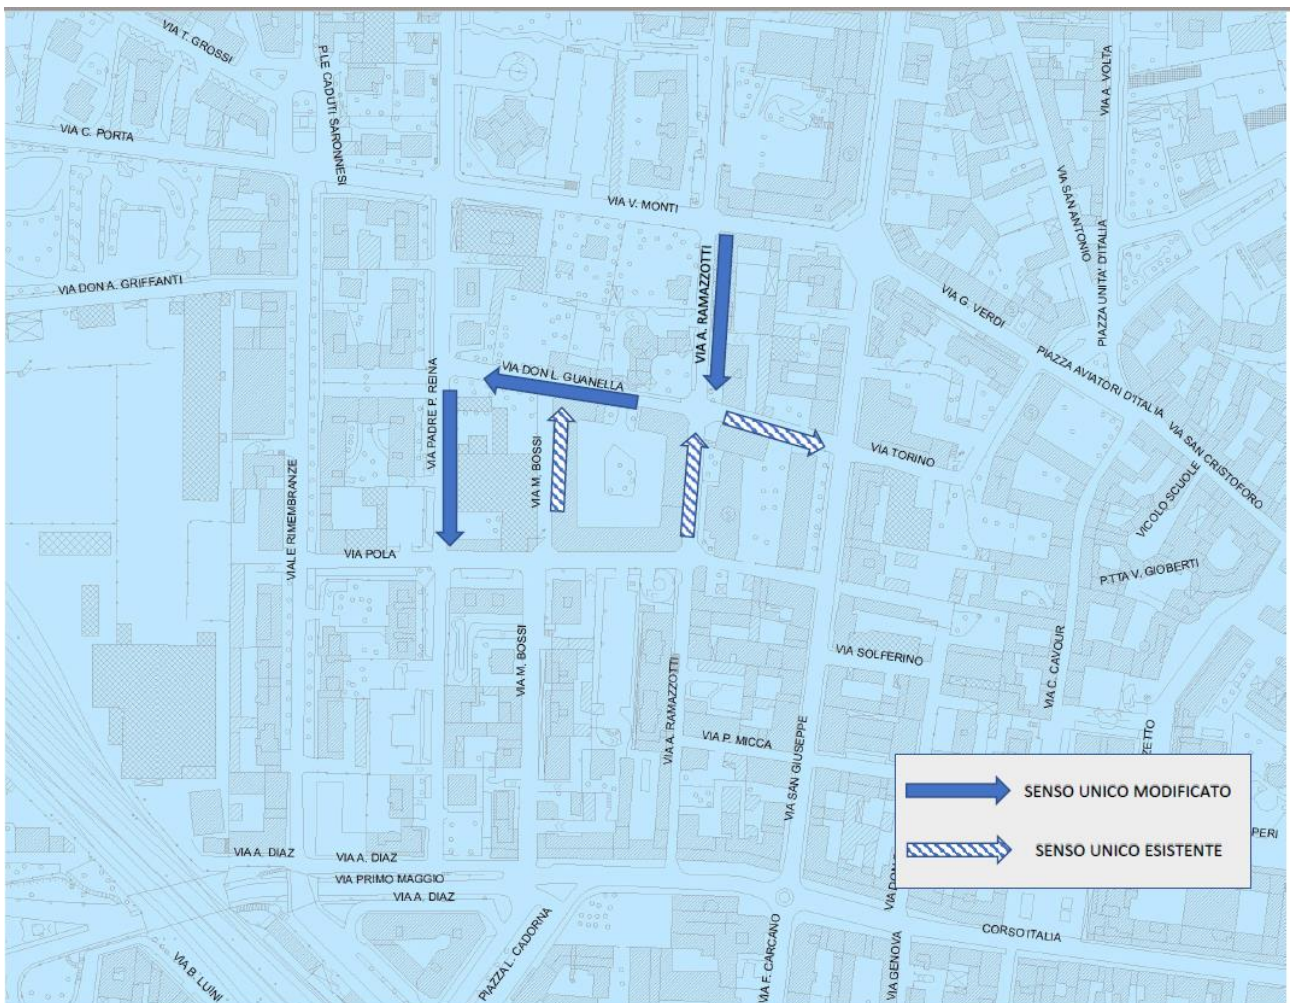 VIA T. GROSSI
P.LE CADUTI SARONNESI
VIA A. VOLTA
VIA C. PORTA
VIA SAN ANTONIO
VIA V. MONTI
PIAZZA UNITA' D'ITALIA
VIA DON A. GRIFFANTI
VIA A. RAMAZZOTTI
VIA G. VERDI
VIA DON L. GUANELLA
PIAZZA AVIATORI D'ITALIA
VIA PADRE P. REINA
VIA M. BOSSI
VIA TORINO
VIA SAN CRISTOFORO
VICOLO SCUOLE
VIALE RIMEMBRANZE
VIA POLA
P.TTA V. GIOBERTI
VIA M. BOSSI
VIA A. RAMAZZOTTI
VIA SOLFERINO
VIA C. CAVOUR
VIA P. MICCA
VIA SAN GIUSEPPE
ZETTO
SENSO UNICO MODIFICATO
PERI
SENSO UNICO ESISTENTE
VIA A. DIAZ
VIA A. DIAZ
VIA PRIMO MAGGIO
VIA A. DIAZ
VIA DON
VIA B. LUINI
PIAZZA L. CADORNA
VIA F. CARCANO
VIA GENOVA
CORSO ITALIA